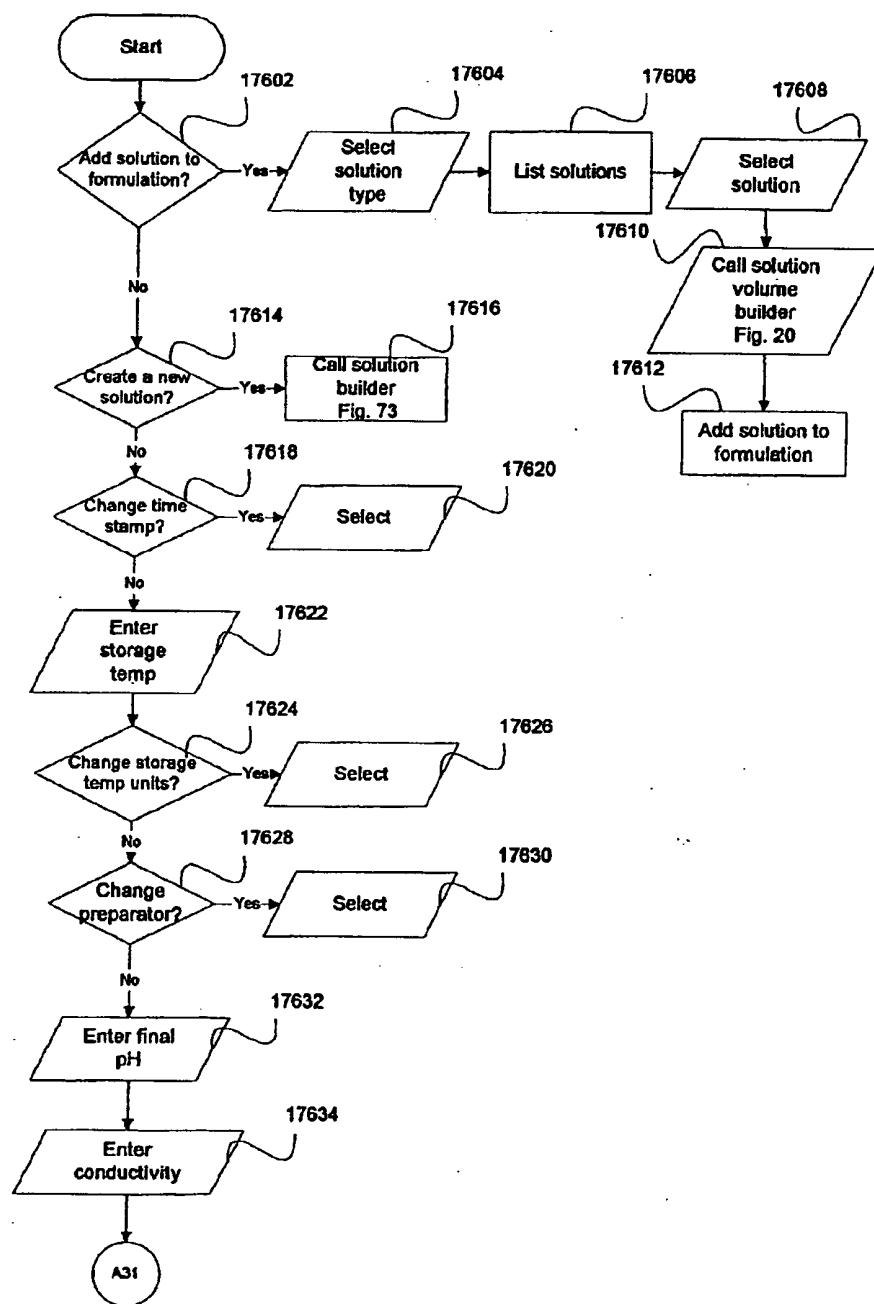 Start
17602
Add solution to
formulation?
Yes
17604
Select
solution
type
17606
List solutions
17608
Select
solution
17610
Call solution
volume
builder
Fig. 20
17612
Add solution to
formulation
No
17614
Create a new
solution?
Yes
17616
Call solution
builder
Fig. 73
No
17618
Change time
stamp?
Yes
17620
Select
No
17622
Enter
storage
temp
17624
Change storage
temp units?
Yes
17626
Select
No
17628
Change
preparator?
Yes
17630
Select
No
17632
Enter final
pH
17634
Enter
conductivity
A31